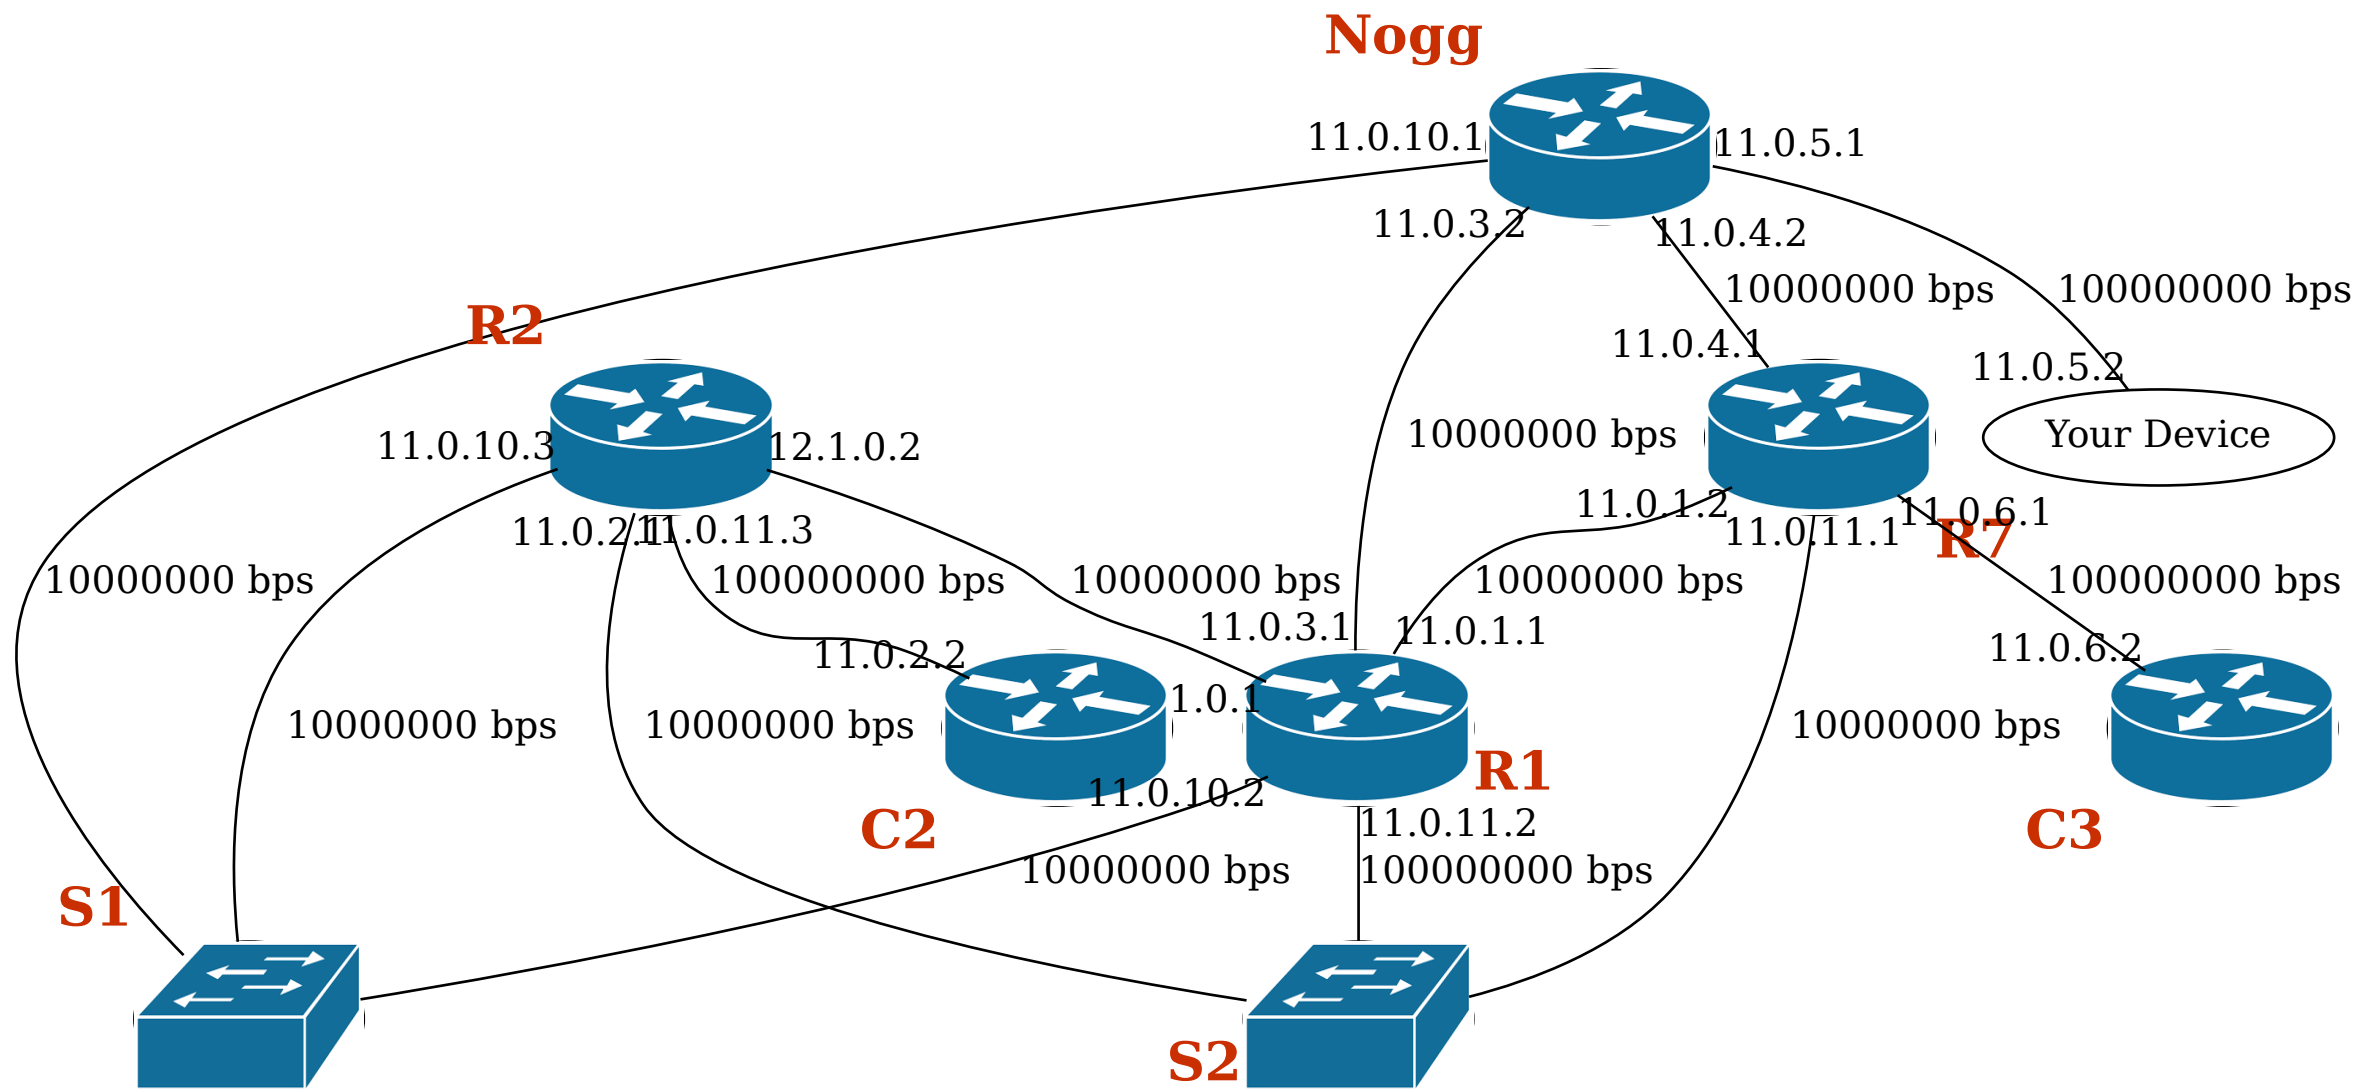 Nogg
11.0.10.1
11.0.5.1
11.0.3.2
11.0.4.2
10000000 bps
100000000 bps
R2
11.0.4.1
11.0.5.2
11.0.10.3
12.1.0.2
10000000 bps
Your Device
11.0.2.1
11.0.11.3
11.0.1.2
11.0.11.1
11.0.6.1
R7
10000000 bps
100000000 bps
10000000 bps
10000000 bps
100000000 bps
11.0.2.2
11.0.3.1
11.0.1.1
11.0.6.2
10000000 bps
10000000 bps
1.0.1
10000000 bps
11.0.10.2
R1
C2
11.0.11.2
C3
10000000 bps
100000000 bps
S1
S2